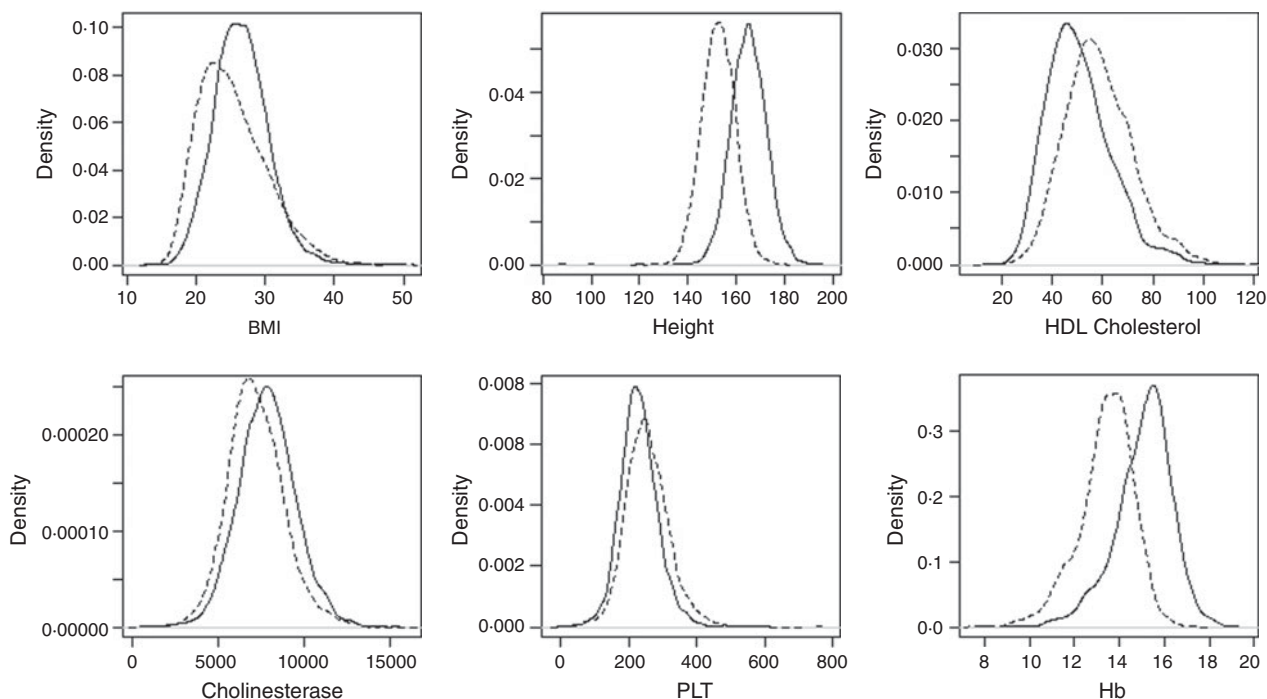 Density
0·10
0·08
0·06
0·04
0·02
0·00
10 20 30 40 50
BMI
Density
0·04
0·02
0·00
80 100 120 140 160 180 200
Height
Density
0·030
0·020
0·010
0·000
20 40 60 80 100 120
HDL Cholesterol
Density
0·00020
0·00010
0·00000
0 5000 10000 15000
Cholinesterase
Density
0·008
0·008
0·004
0·002
0·000
0 200 400 600 800
PLT
Density
0·3
0·2
0·1
0·0
8 10 12 14 16 18 20
Hb